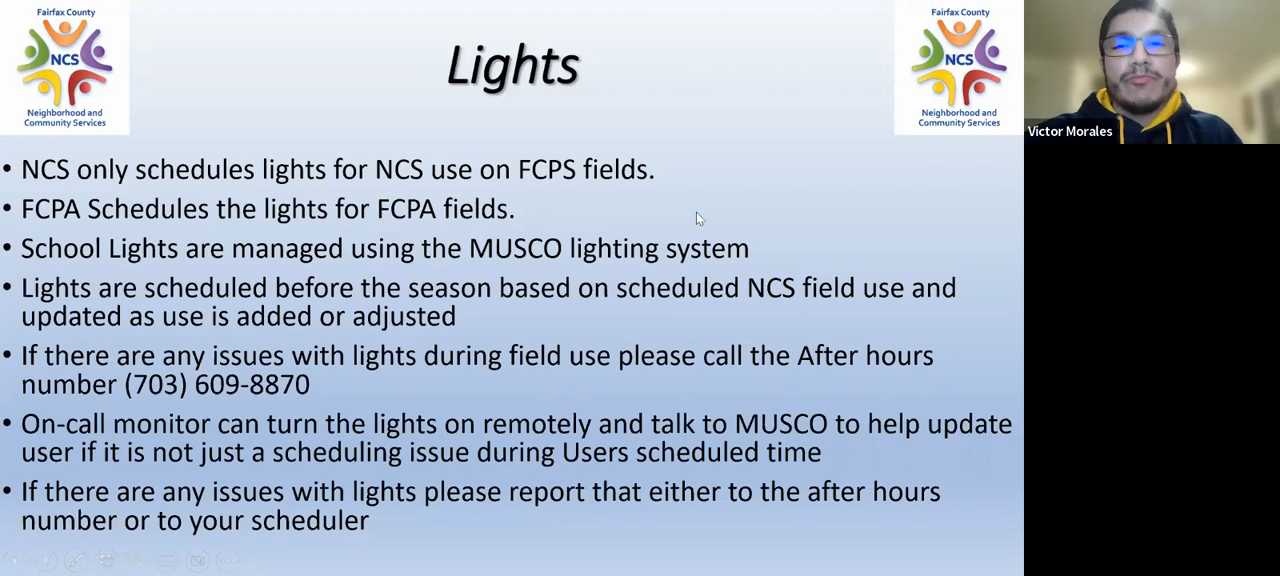 Fairfax County
NCS
Neighborhood and
Community Services
Lights
Fairfax County
NCS
Neighborhood and
Community Services
Victor Morales
• NCS only schedules lights for NCS use on FCPS fields.
• FCPA Schedules the lights for FCPA fields.
• School Lights are managed using the MUSCO lighting system
• Lights are scheduled before the season based on scheduled NCS field use and
updated as use is added or adjusted
• If there are any issues with lights during field use please call the After hours
number (703) 609-8870
• On-call monitor can turn the lights on remotely and talk to MUSCO to help update
user if it is not just a scheduling issue during Users scheduled time
• If there are any issues with lights please report that either to the after hours
number or to your scheduler